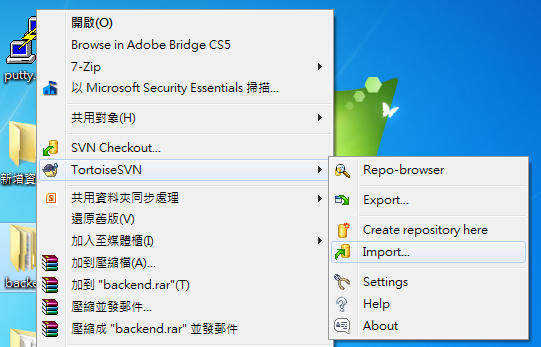 putty.
新增資
backe
開啟(O)
Browse in Adobe Bridge CS5
7-Zip
以 Microsoft Security Essentials 掃描...
共用對象(H)
SVN Checkout...
TortoiseSVN
共用資料夾同步處理
還原舊版(V)
加入至媒體櫃(I)
加到壓縮檔(A)...
加到 "backend.rar"(T)
壓縮並發郵件...
壓縮成 "backend.rar" 並發郵件
Repo-browser
Export...
Create repository here
Import...
Settings
Help
About